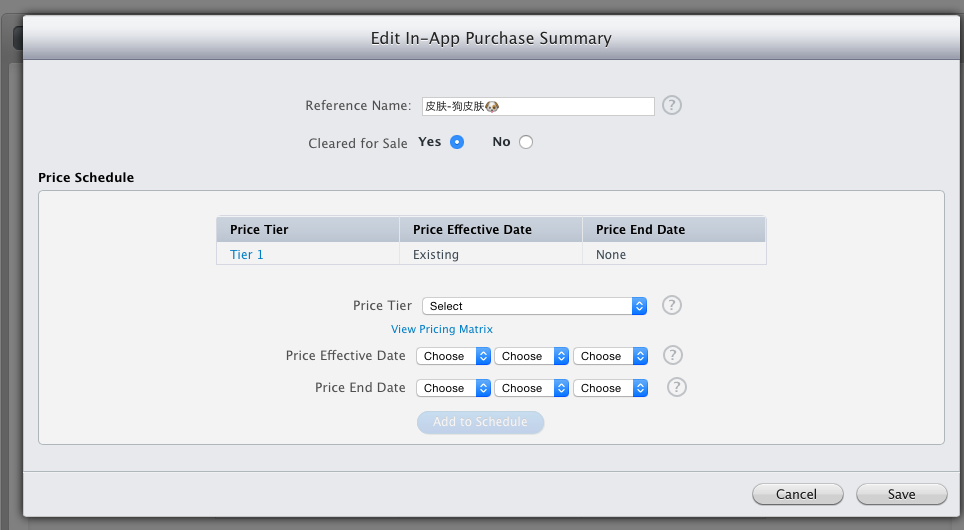 Edit In-App Purchase Summary
Reference Name: 皮肤-狗皮肤🐶 ?
Cleared for Sale Yes No
Price Schedule
Price Tier Price Effective Date Price End Date
Tier 1 Existing None
Price Tier Select ?
View Pricing Matrix
Price Effective Date Choose Choose Choose ?
Price End Date Choose Choose Choose ?
Add to Schedule
Cancel Save